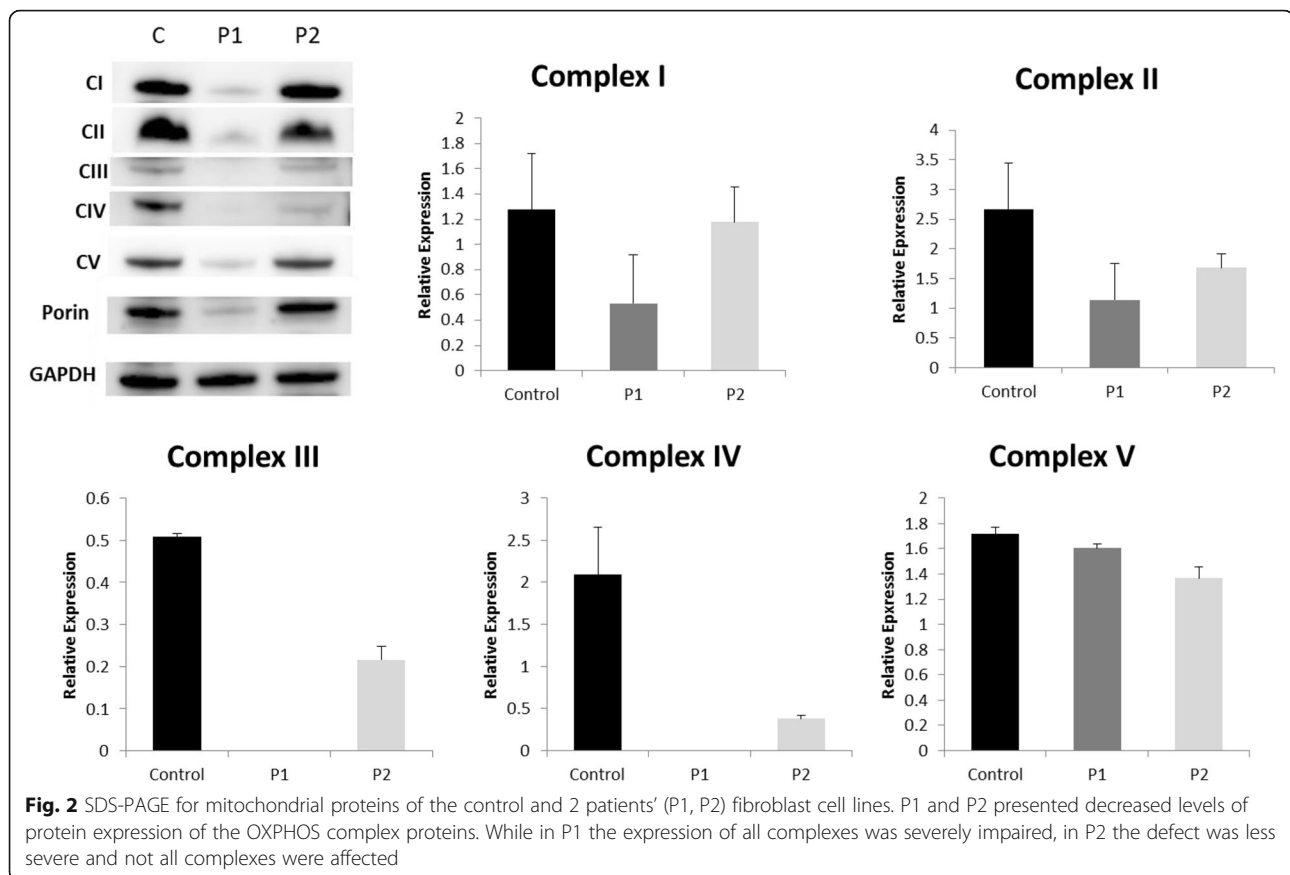 C P1 P2
CI
CII
CIII
CIV
CV
Porin
GAPDH
Complex I
Relative Expression
1.8
1.6
1.4
1.2
1
0.8
0.6
0.4
0.2
0
Control P1 P2
Complex II
Relative Epxression
4
3.5
3
2.5
2
1.5
1
0.5
0
Control P1 P2
Complex III
Relative Expression
0.6
0.5
0.4
0.3
0.2
0.1
0
Control P1 P2
Complex IV
Relative Expression
3
2.5
2
1.5
1
0.5
0
Control P1 P2
Complex V
Relative Epxression
2
1.8
1.6
1.4
1.2
1
0.8
0.6
0.4
0.2
0
Control P1 P2
Fig. 2 SDS-PAGE for mitochondrial proteins of the control and 2 patients’ (P1, P2) fibroblast cell lines. P1 and P2 presented decreased levels of
protein expression of the OXPHOS complex proteins. While in P1 the expression of all complexes was severely impaired, in P2 the defect was less
severe and not all complexes were affected